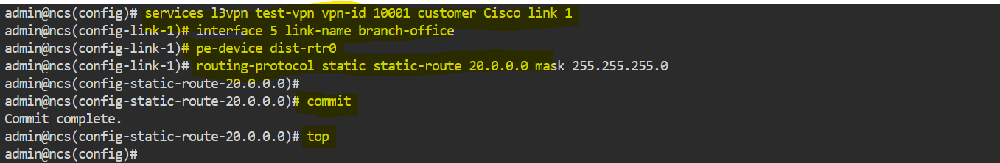 admin@ncs(config)# services l3vpn test-vpn vpn-id 10001 customer Cisco link 1
admin@ncs(config-link-1)# interface 5 link-name branch-office
admin@ncs(config-link-1)# pe-device dist-rtr0
admin@ncs(config-link-1)# routing-protocol static static-route 20.0.0.0 mask 255.255.255.0
admin@ncs(config-static-route-20.0.0.0)#
admin@ncs(config-static-route-20.0.0.0)# commit
Commit complete.
admin@ncs(config-static-route-20.0.0.0)# top
admin@ncs(config)#